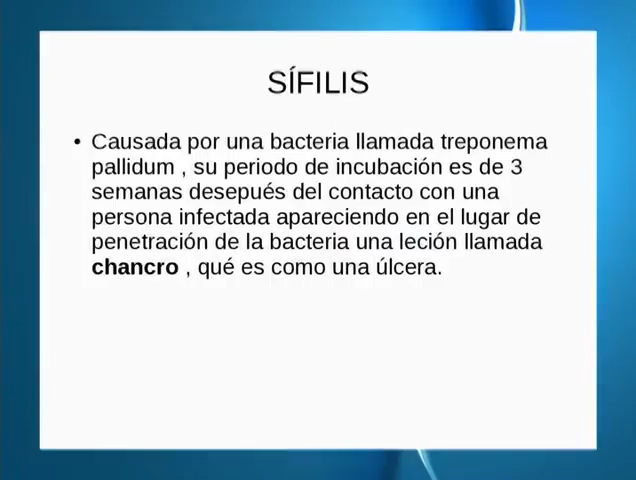 SÍFILIS
• Causada por una bacteria llamada treponema
pallidum , su periodo de incubación es de 3
semanas desepués del contacto con una
persona infectada apareciendo en el lugar de
penetración de la bacteria una leción llamada
chancro , qué es como una úlcera.